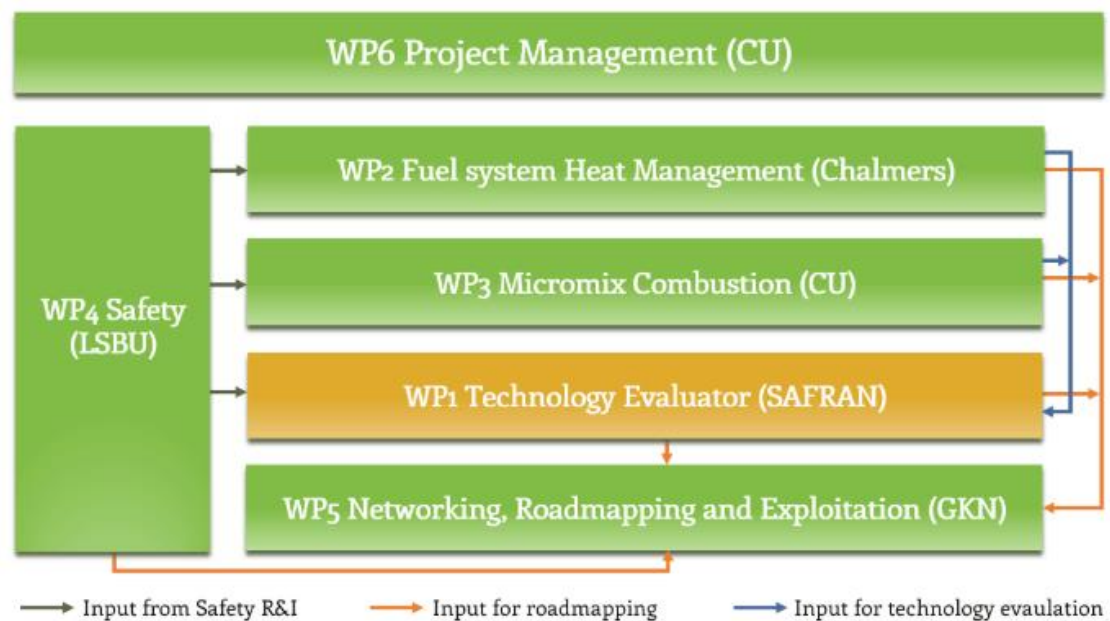 WP6 Project Management (CU)
WP2 Fuel system Heat Management (Chalmers)
WP3 Micromix Combustion (CU)
WP4 Safety
(LSBU)
WP1 Technology Evaluator (SAFRAN)
WP5 Networking, Roadmapping and Exploitation (GKN)
Input from Safety R&I
Input for roadmapping
Input for technology evaulation